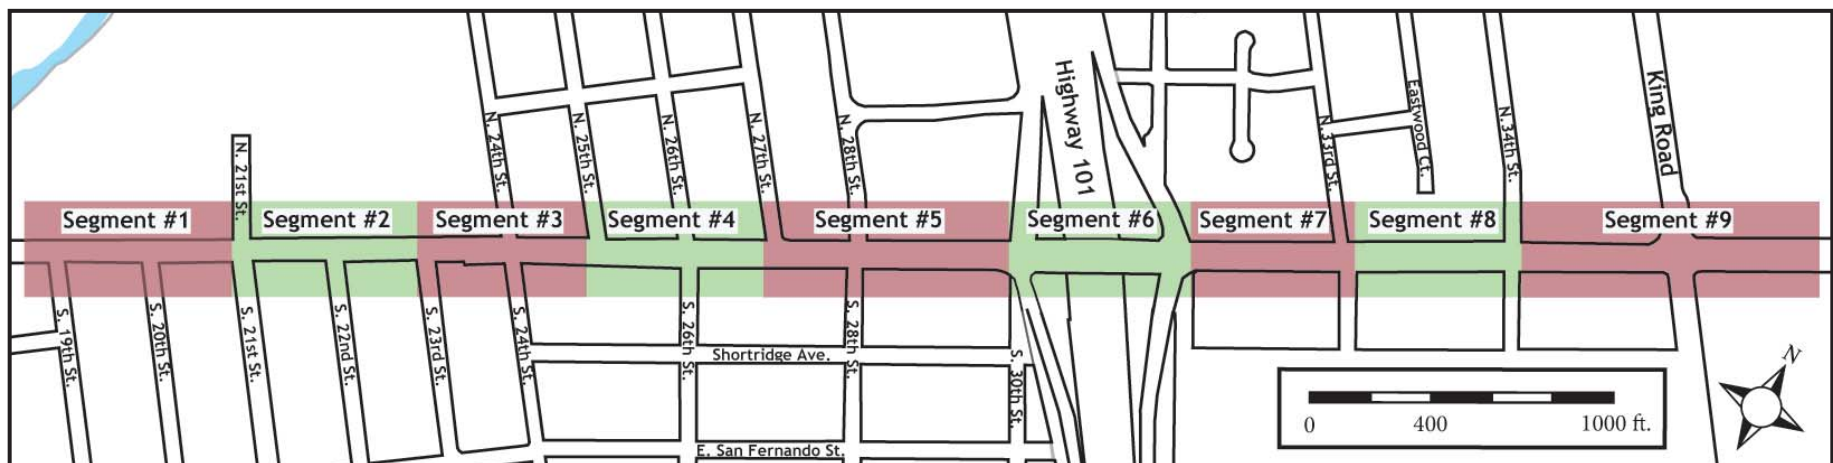 Highway 101
King Road
N. 21st St.
N. 24th St.
N. 25th St.
N. 26th St.
N. 27th St.
N. 28th St.
N. 33rd St.
Eastwood Ct.
N.34th St.
Segment #1
Segment #2
Segment #3
Segment #4
Segment #5
Segment #6
Segment #7
Segment #8
Segment #9
S. 19th St.
S. 20th St.
S. 21st St.
S. 22nd St.
S. 23rd St.
S. 24th St.
S. 26th St.
S. 28th St.
S. 30th St.
Shortridge Ave.
E. San Fernando St.
N
0 400 1000 ft.